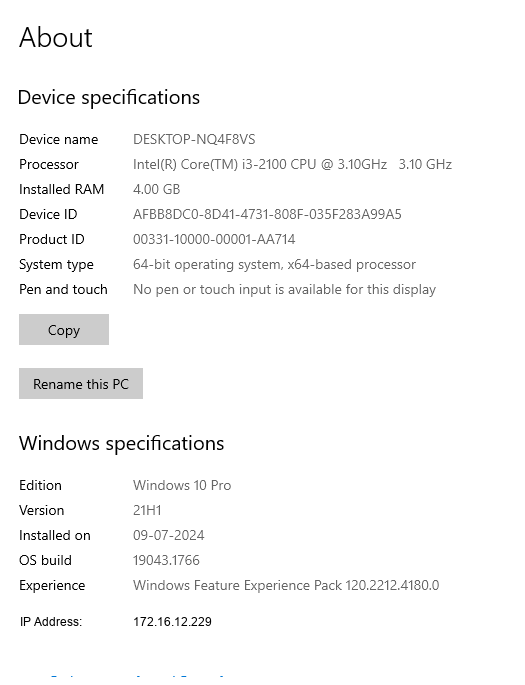 About
Device specifications
Device name DESKTOP-NQ4F8VS
Processor Intel(R) Core(TM) i3-2100 CPU @ 3.10GHz 3.10 GHz
Installed RAM 4.00 GB
Device ID AFBB8DC0-8D41-4731-808F-035F283A99A5
Product ID 00331-10000-00001-AA714
System type 64-bit operating system, x64-based processor
Pen and touch No pen or touch input is available for this display
Copy
Rename this PC
Windows specifications
Edition Windows 10 Pro
Version 21H1
Installed on 09-07-2024
OS build 19043.1766
Experience Windows Feature Experience Pack 120.2212.4180.0
IP Address: 172.16.12.229